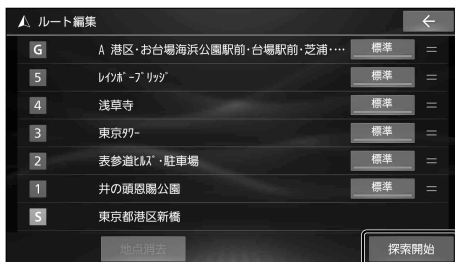 ルート編集
G A 港区・お台場海浜公園駅前・台場駅前・芝浦・… 標準
5 ﾚｲﾝﾎﾞｰﾌﾞﾘｯｼﾞ 標準
4 浅草寺 標準
3 東京ﾀﾜｰ 標準
2 表参道ﾋﾙｽﾞ・駐車場 標準
1 井の頭恩賜公園 標準
S 東京都港区新橋
地点消去 探索開始